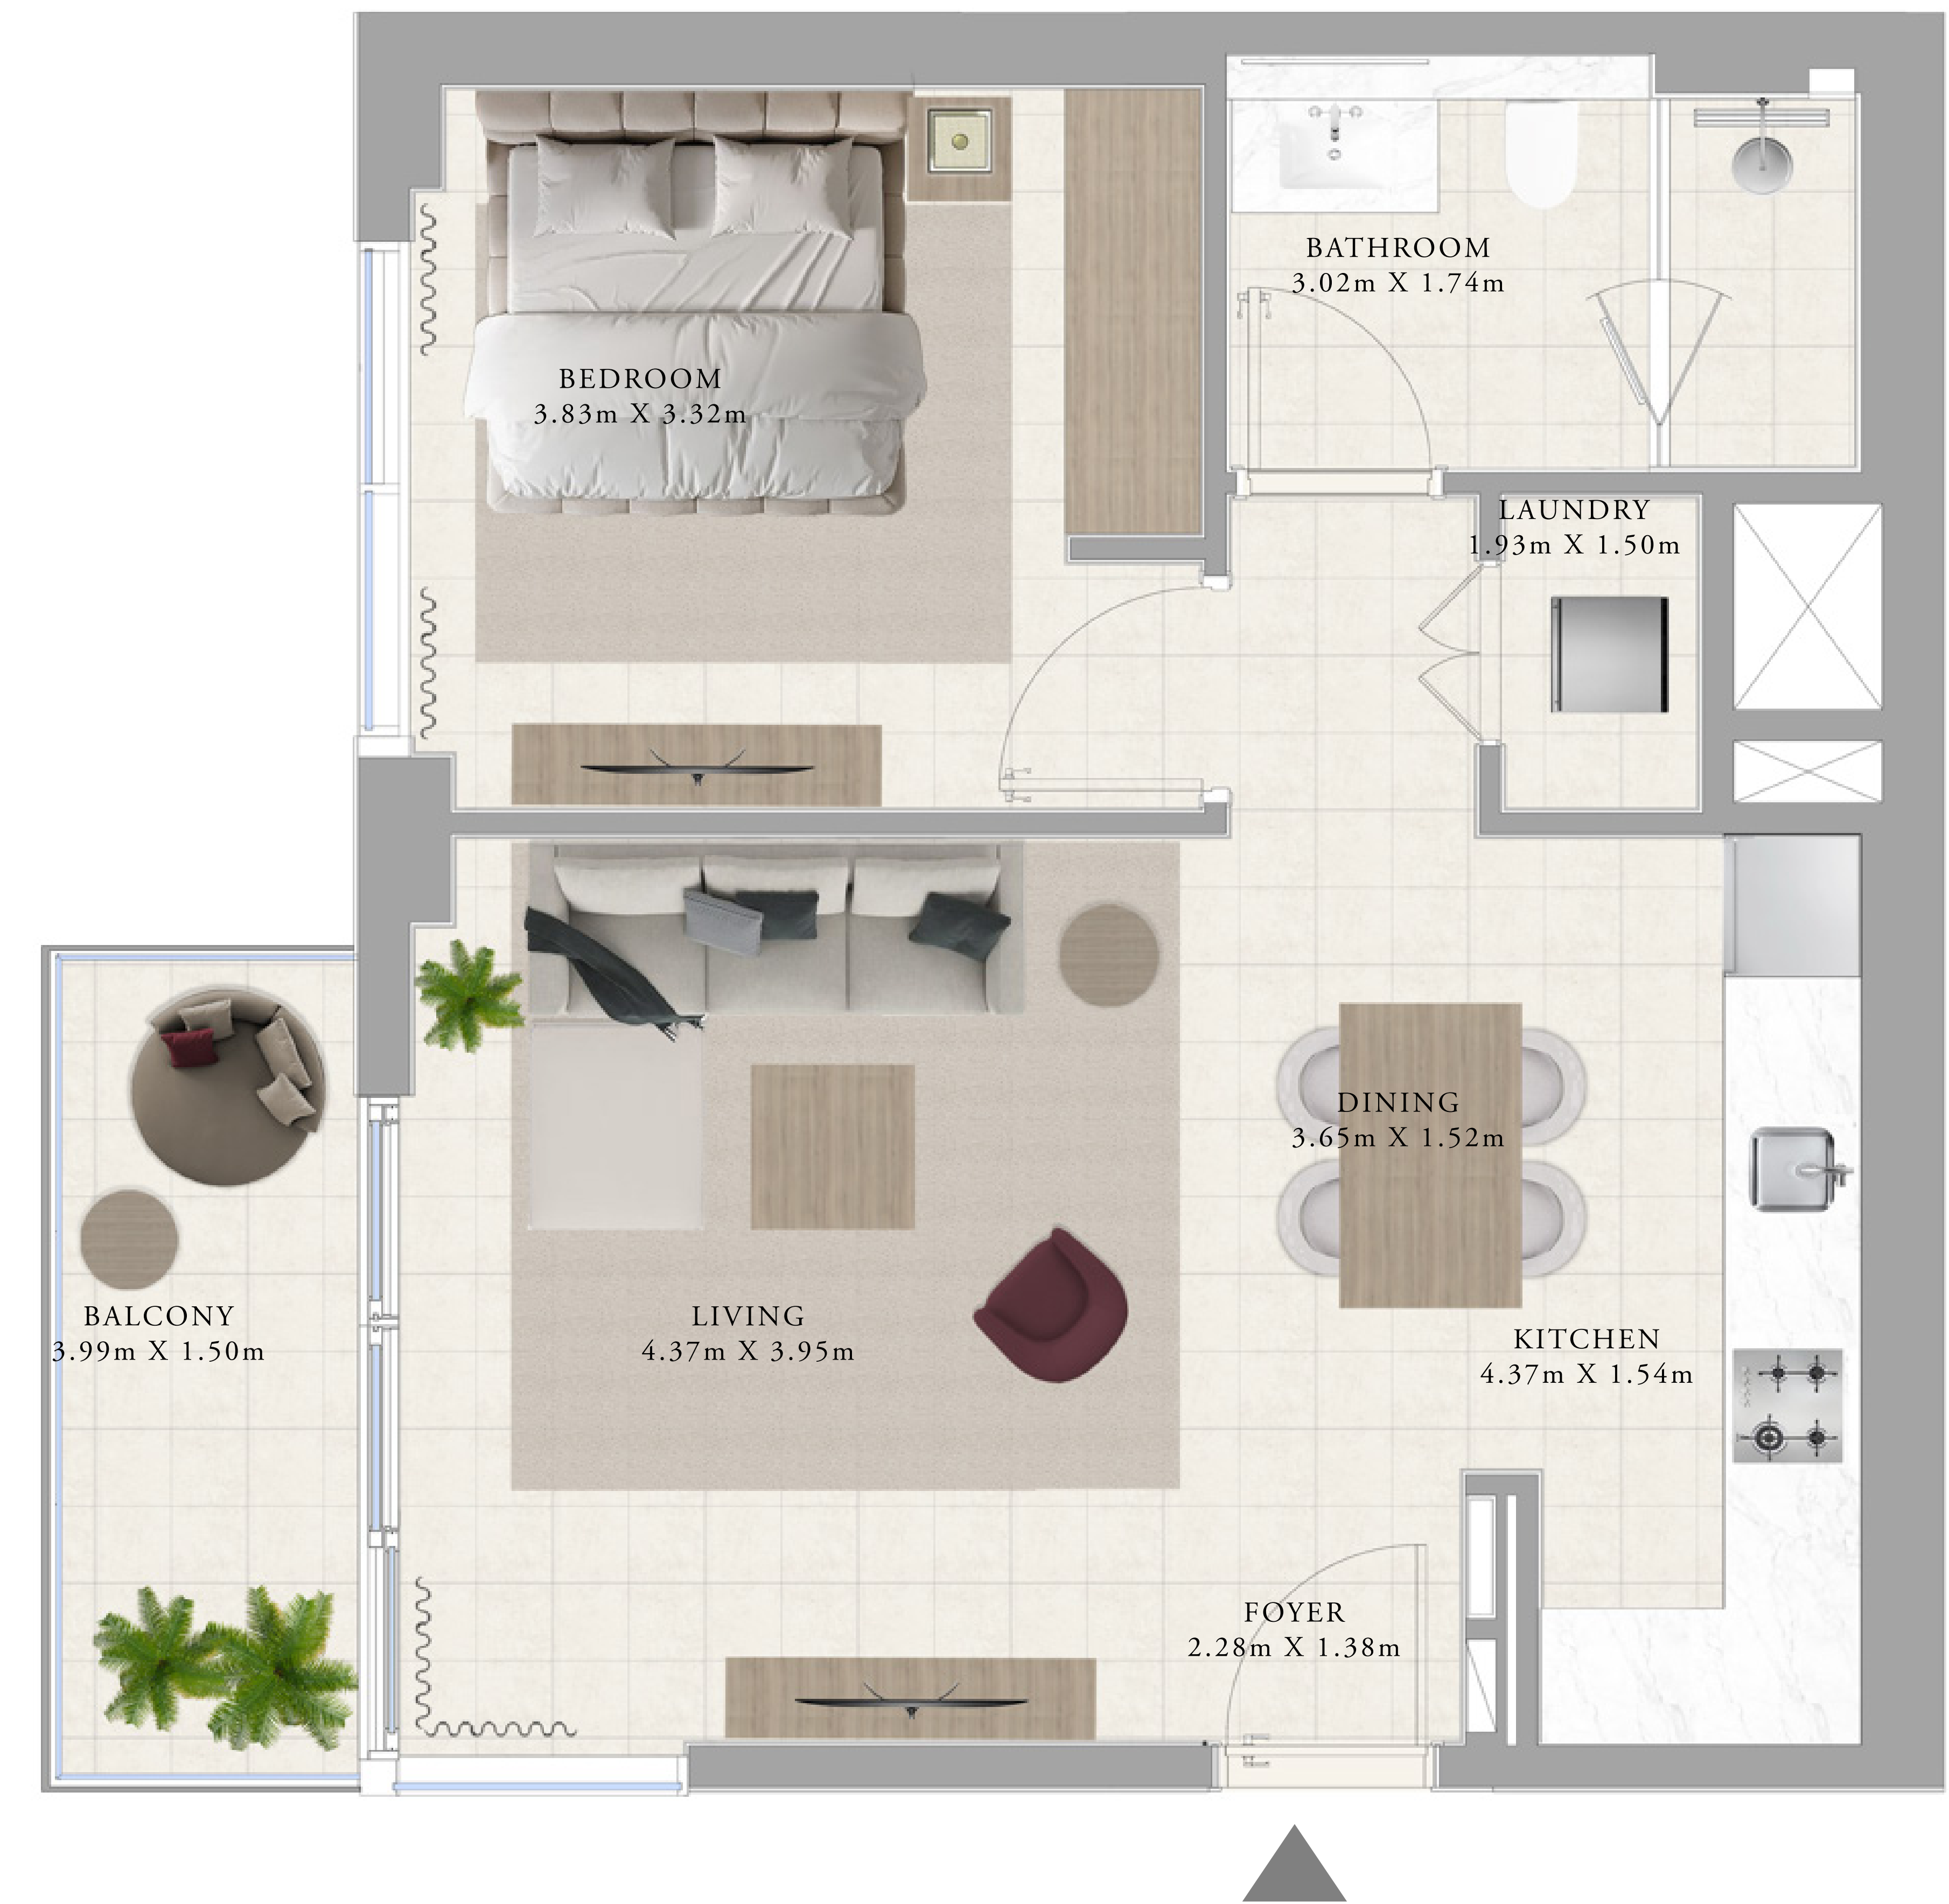 BATHROOM
3.02m X 1.74m
BEDROOM
3.83m X 3.32m
LAUNDRY
1.93m X 1.50m
DINING
3.65m X 1.52m
BALCONY
3.99m X 1.50m
LIVING
4.37m X 3.95m
KITCHEN
4.37m X 1.54m
FOYER
2.28m X 1.38m